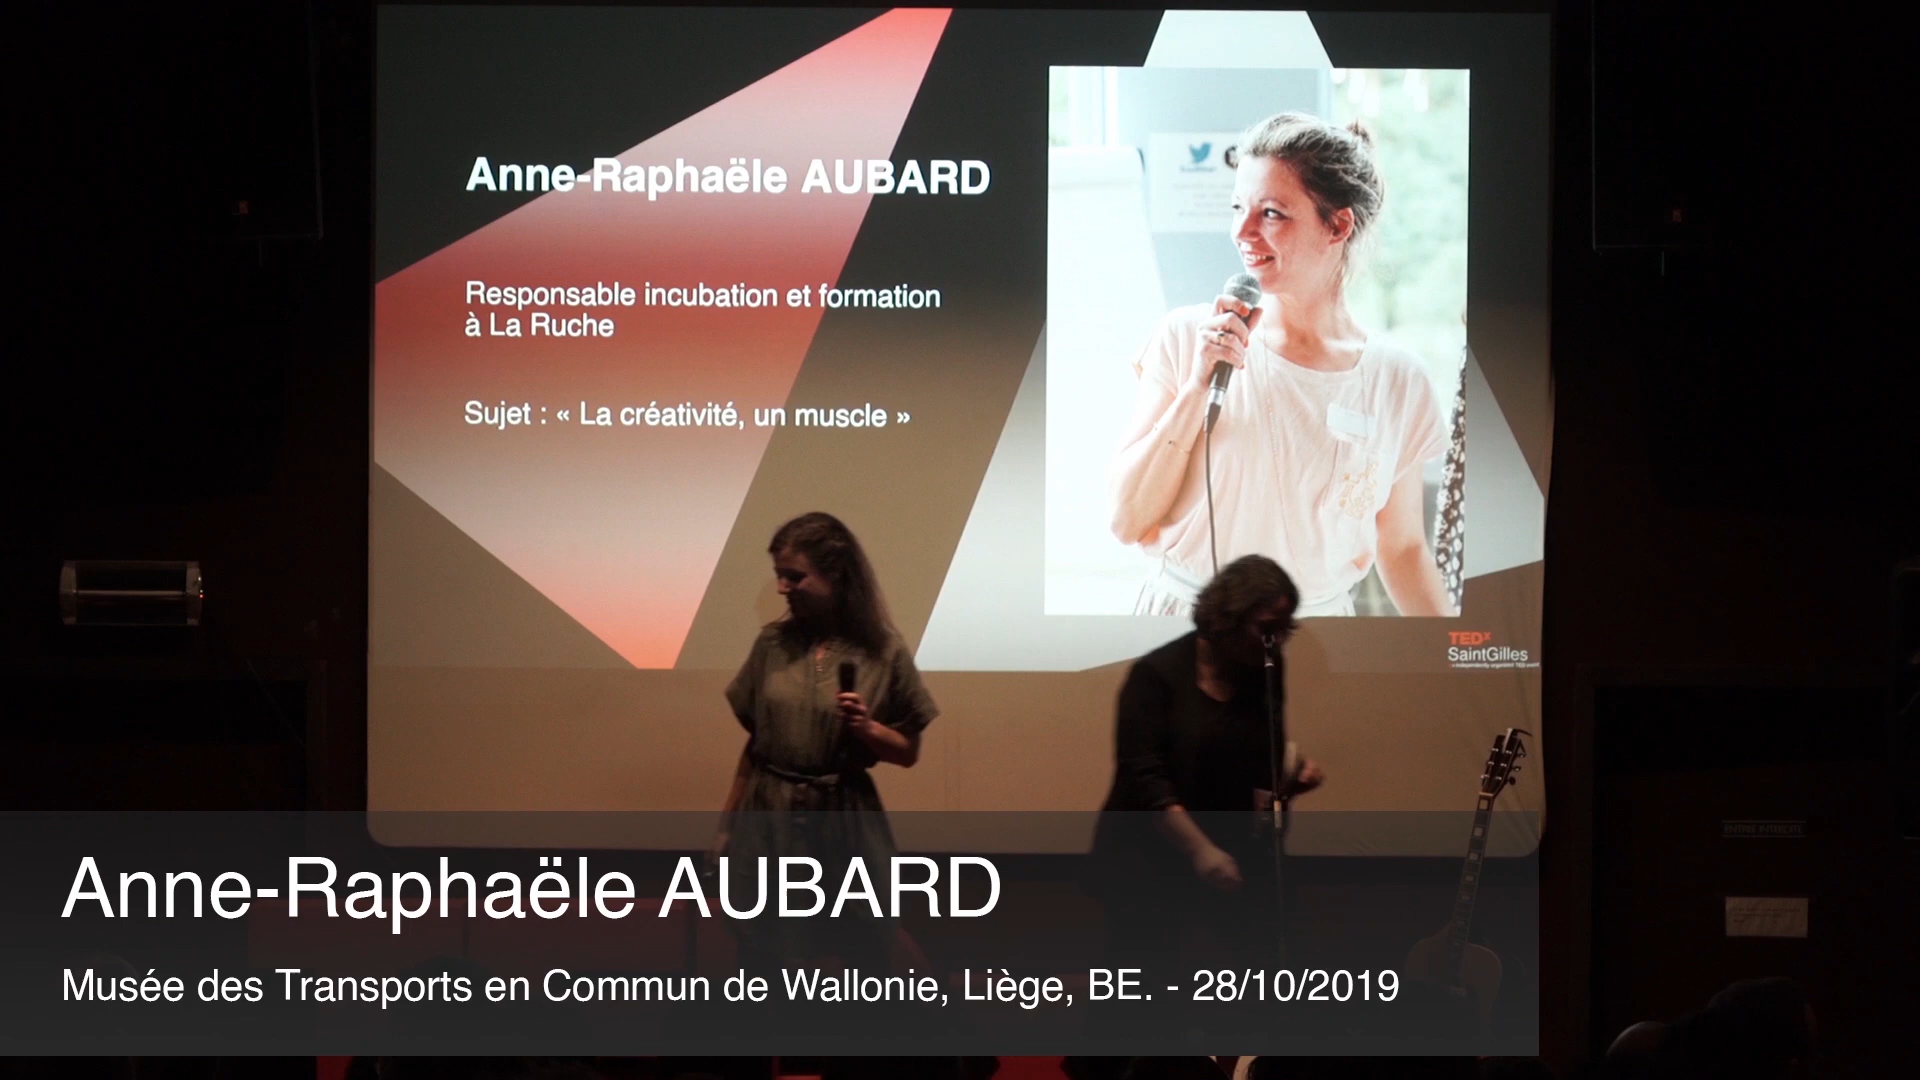 Anne-Raphaële AUBARD
Responsable incubation et formation
à La Ruche
Sujet : « La créativité, un muscle »
TEDx
SaintGilles
Anne-Raphaële AUBARD
Musée des Transports en Commun de Wallonie, Liège, BE. - 28/10/2019